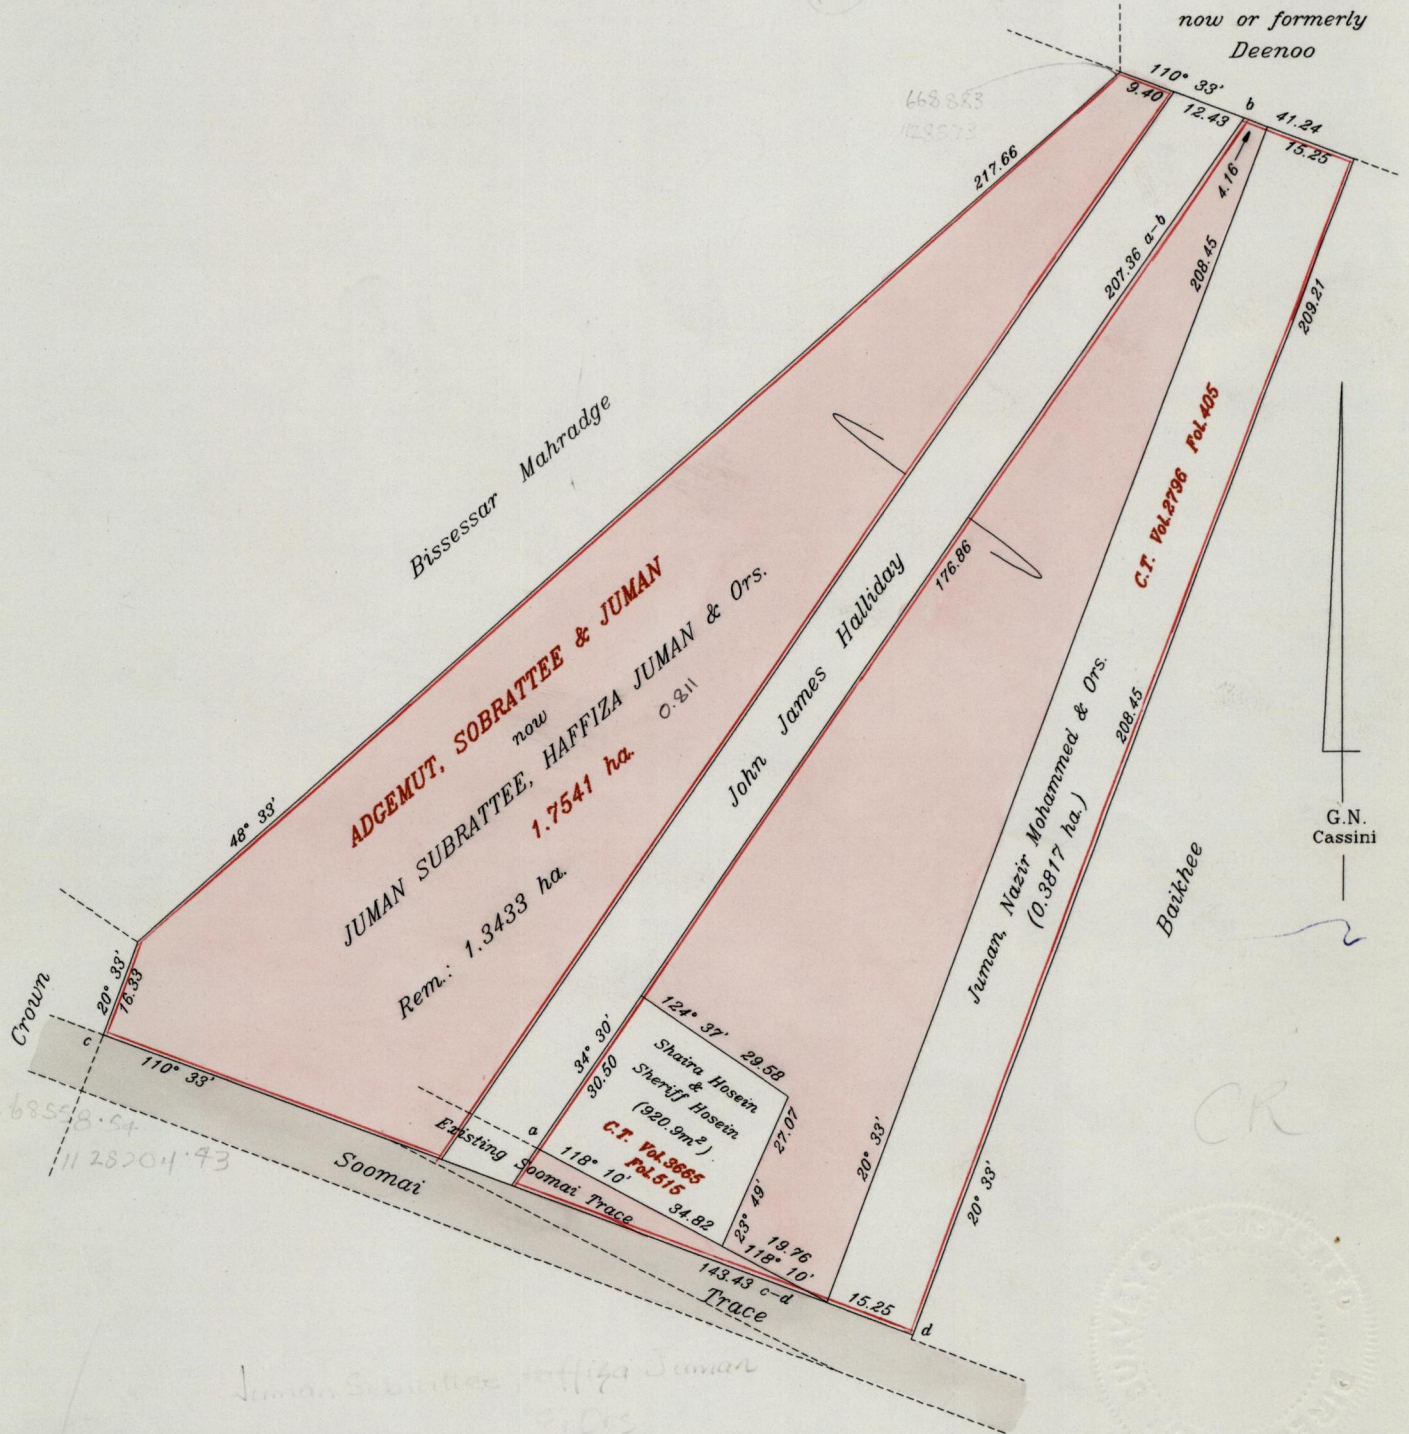 now or formerly
Deenoo
110° 33'
9.40
12.43
b
41.24
15.25
668883
217.66
4.16
207.36 a-b
208.45
209.21
Bissessar Mahradge
C.T. Vol.2796 Fol.405
176.86
John James Halliday
ADGEMUT, SOBRATTEE & JUMAN
now
JUMAN SUBRATTEE, HAFFIZA JUMAN & Ors.
1.7541 ha.
0.811
Rem.: 1.3433 ha.
48° 33'
208.45
Juman, Nazir Mohammed & Ors.
(0.3817 ha.)
Baikhee
G.N.
Cassini
Crown
20° 33'
16.33
c
110° 33'
34° 30'
30.50
124° 37'
29.58
Shaira Hosein
&
Sheriff Hosein
(920.9m²)
C.T. Vol.3665
Fol.515
27.07
23° 49'
20° 33'
20° 33'
CR
a
118° 10'
34.82
Existing Soomai Trace
19.76
118° 10'
143.43 c-d
15.25
d
Soomai Trace
1128204.93